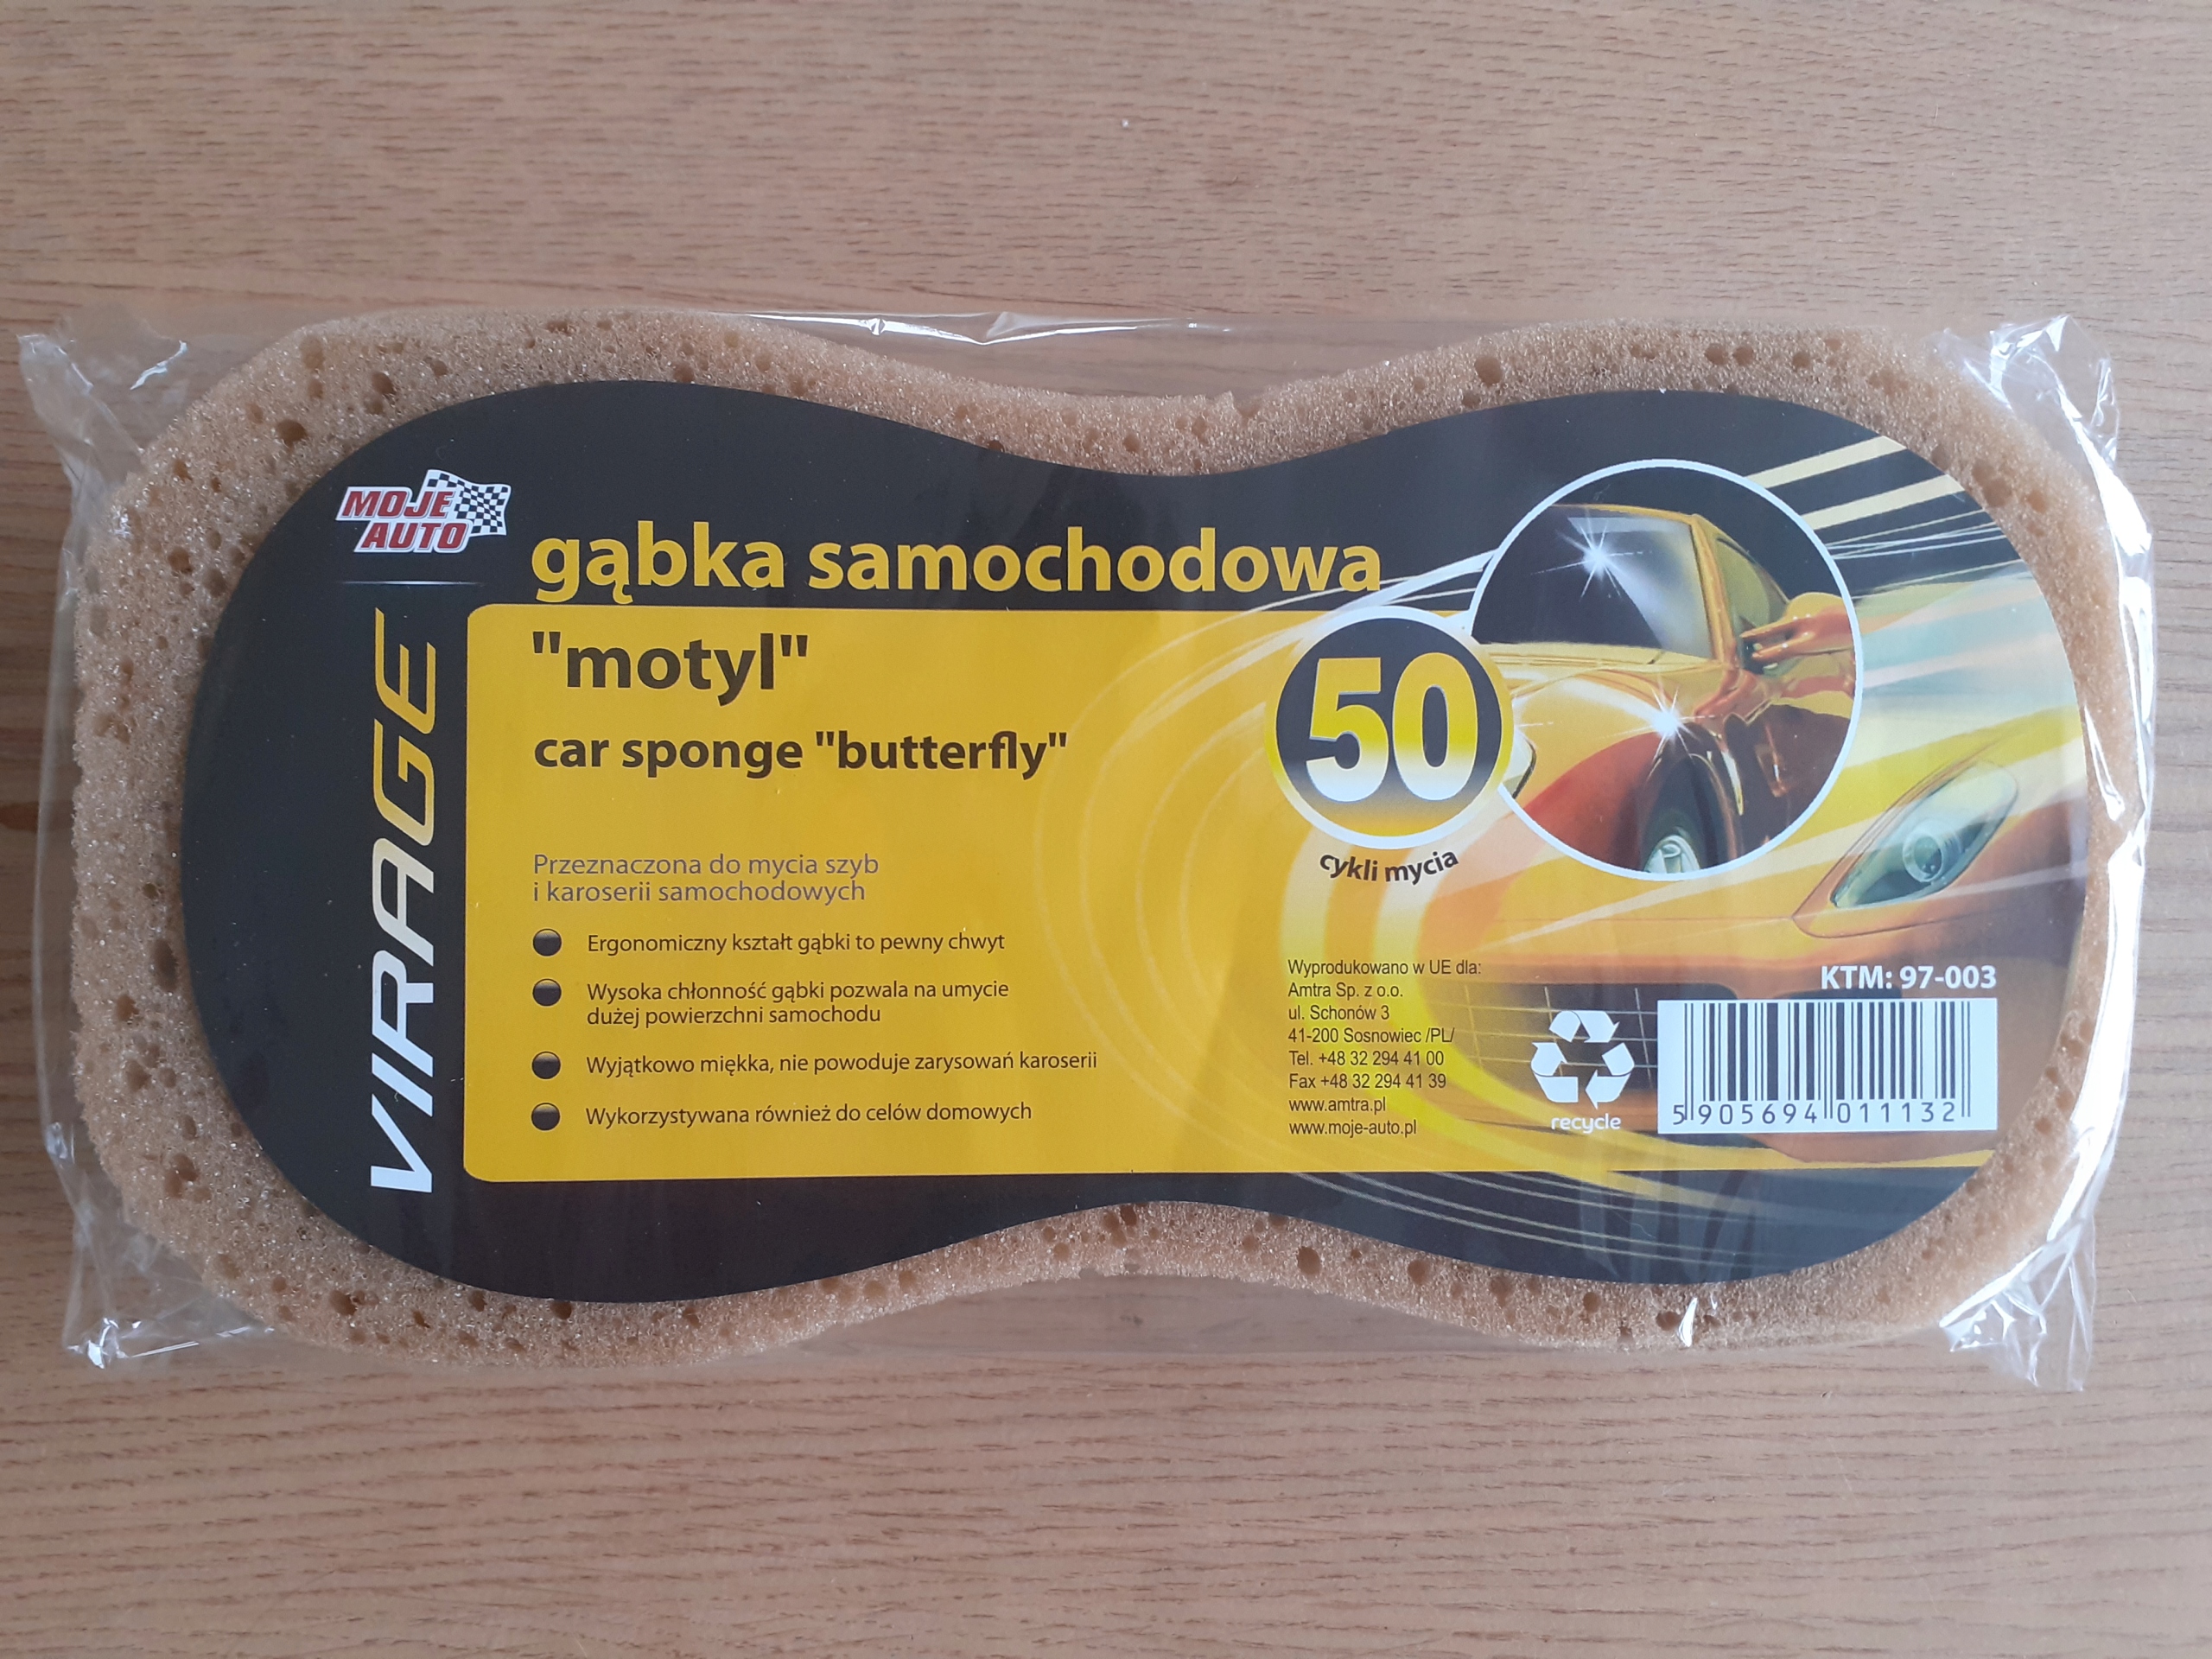 MOJE
AUTO
VIRAGE
gąbka samochodowa
"motyl"
car sponge "butterfly"
Przeznaczona do mycia szyb
i karoserii samochodowych
Ergonomiczny kształt gąbki to pewny chwyt
Wysoka chłonność gąbki pozwala na umycie
dużej powierzchni samochodu
Wyjątkowo miękka, nie powoduje zarysowań karoserii
Wykorzystywana również do celów domowych
50
cykli mycia
Wyprodukowano w UE dla:
Amtra Sp. z o.o.
ul. Schonów 3
41-200 Sosnowiec /PL/
Tel. +48 32 294 41 00
Fax +48 32 294 41 39
www.amtra.pl
www.moje-auto.pl
recycle
KTM: 97-003
5 905694 011132